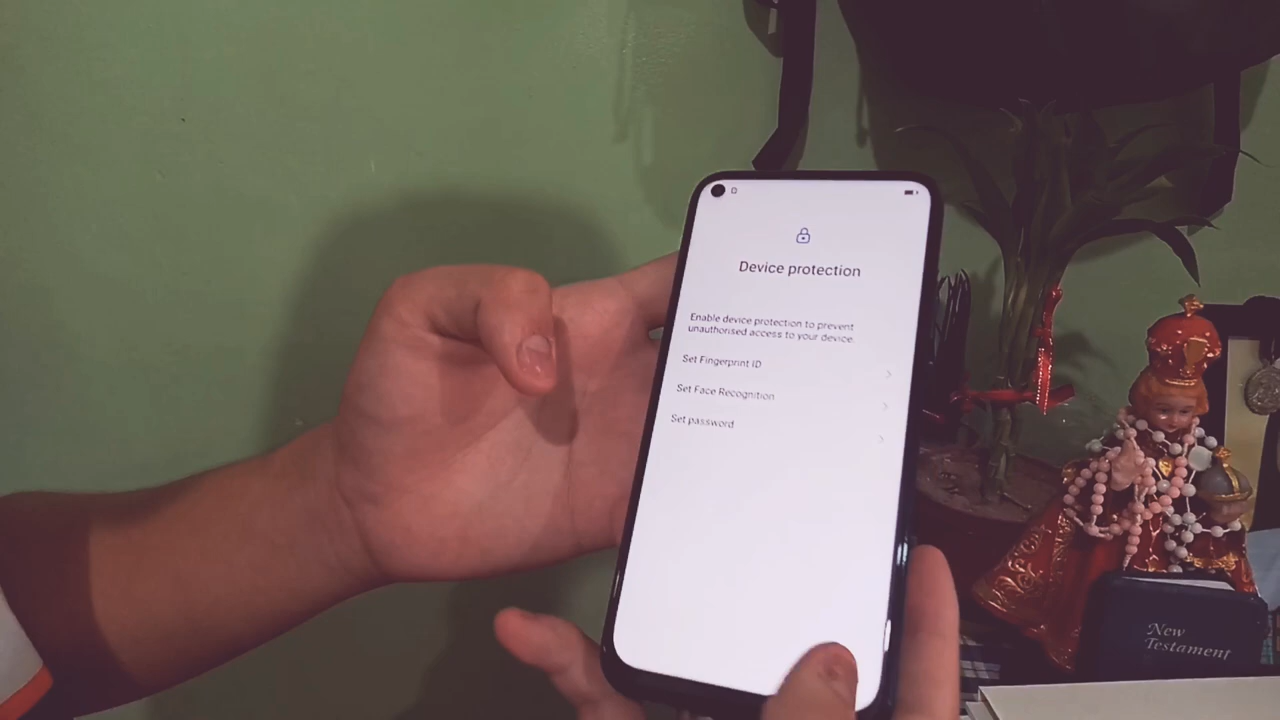 Device protection
Enable device protection to prevent
unauthorised access to your device.
Set Fingerprint ID
Set Face Recognition
Set password
New
Testament